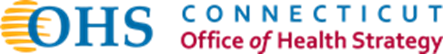 OHS
CONNECTICUT
Office of Health Strategy